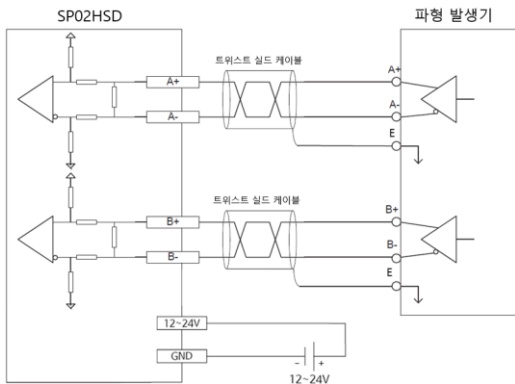 SP02HSD
파형 발생기
트위스트 실드 케이블
A+
A+
A-
A-
E
트위스트 실드 케이블
B+
B+
B-
B-
E
12~24V
GND
- +
12~24V